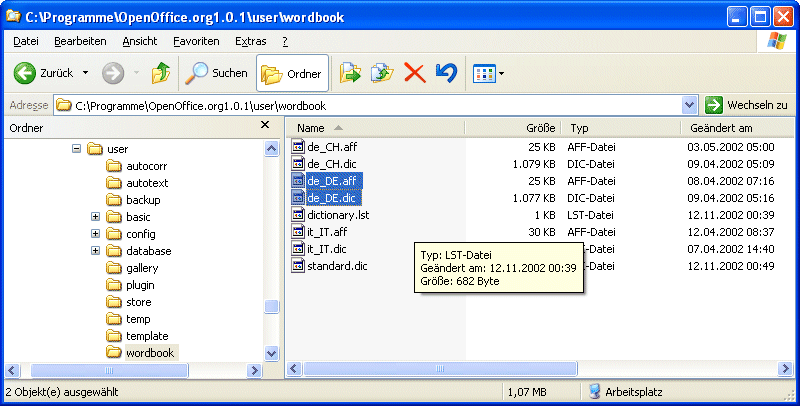 C:\Programme\OpenOffice.org1.0.1\user\wordbook
Datei Bearbeiten Ansicht Favoriten Extras ?
Zurück Suchen Ordner
Adresse C:\Programme\OpenOffice.org1.0.1\user\wordbook Wechseln zu
Ordner
user
autocorr
autotext
backup
basic
config
database
gallery
plugin
store
temp
template
wordbook
Name Größe Typ Geändert am
de_CH.aff 25 KB AFF-Datei 03.05.2002 05:00
de_CH.dic 1.079 KB DIC-Datei 09.04.2002 05:09
de_DE.aff 25 KB AFF-Datei 08.04.2002 07:16
de_DE.dic 1.077 KB DIC-Datei 09.04.2002 05:16
dictionary.lst 1 KB LST-Datei 12.11.2002 00:39
it_IT.aff 30 KB AFF-Datei 12.04.2002 08:37
it_IT.dic C-Datei 07.04.2002 14:40
standard.dic C-Datei 12.11.2002 00:49
Typ: LST-Datei
Geändert am: 12.11.2002 00:39
Größe: 682 Byte
2 Objekt(e) ausgewählt 1,07 MB Arbeitsplatz